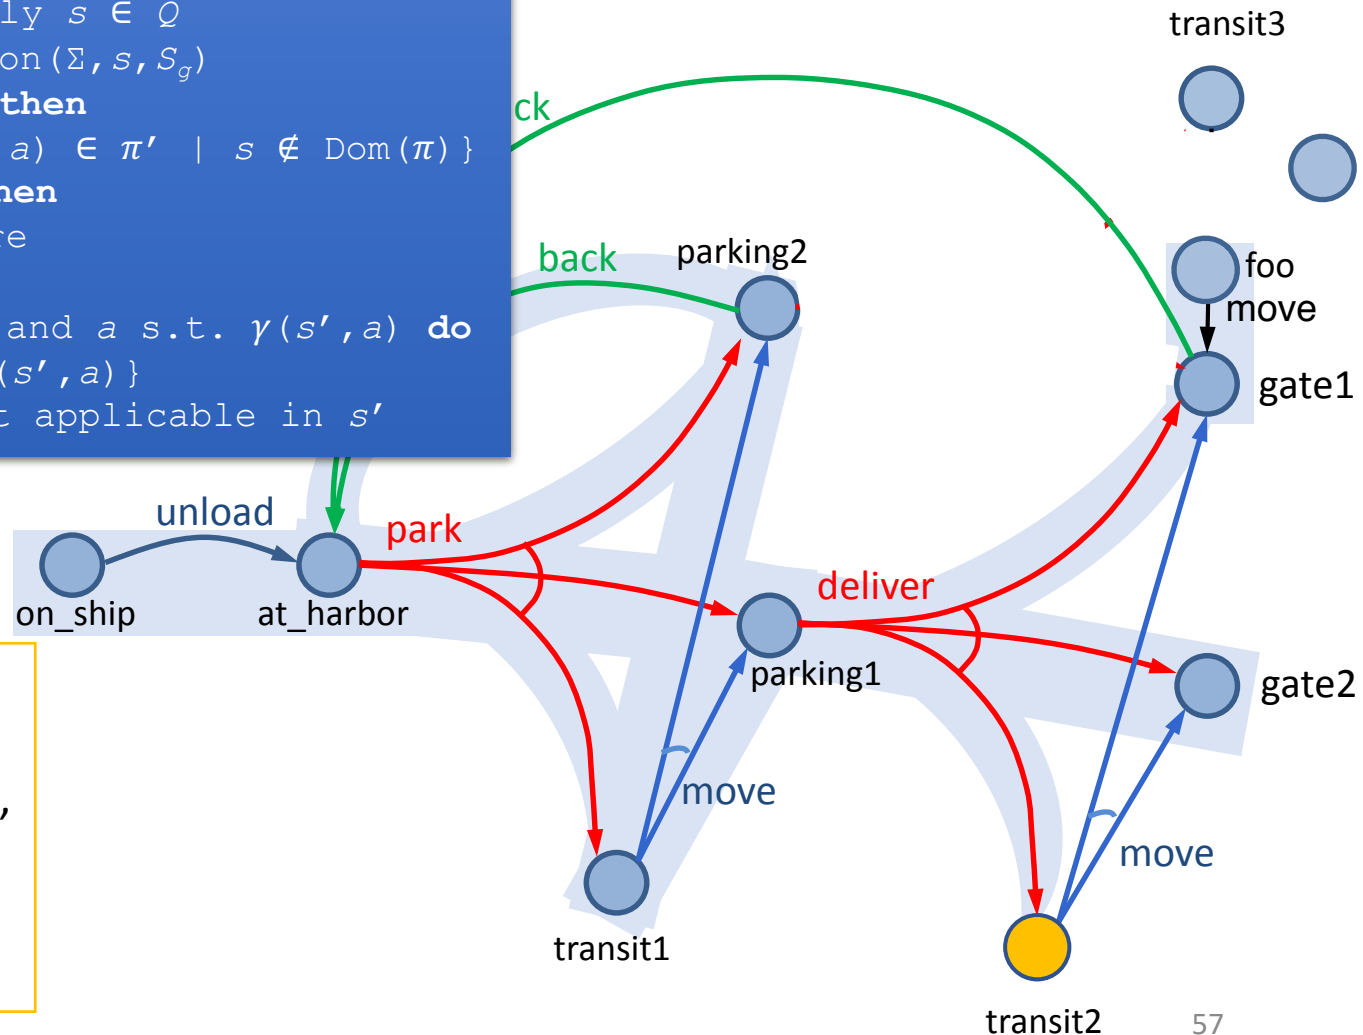 ly s ∈ Q
on(Σ,s,S_g)
then
a) ∈ π′ | s ∉ Dom(π)}
hen
re
and a s.t. γ(s′,a) do
(s′,a)}
t applicable in s′
transit3
ck
back
parking2
foo
move
gate1
unload
park
on_ship
at_harbor
deliver
parking1
gate2
,
move
move
transit1
transit2
57